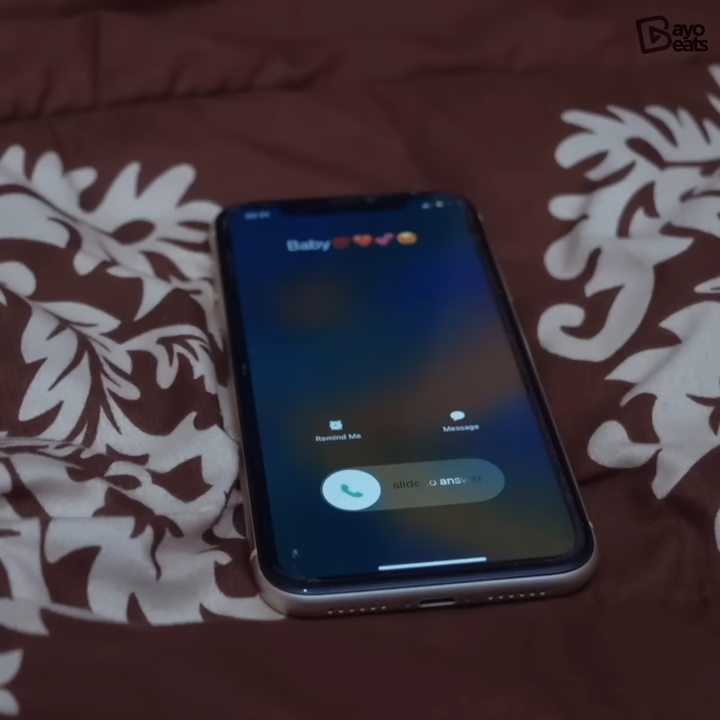 Bayo
Beats
Baby💋❤️💕😍
Remind Me
Message
slide to answer